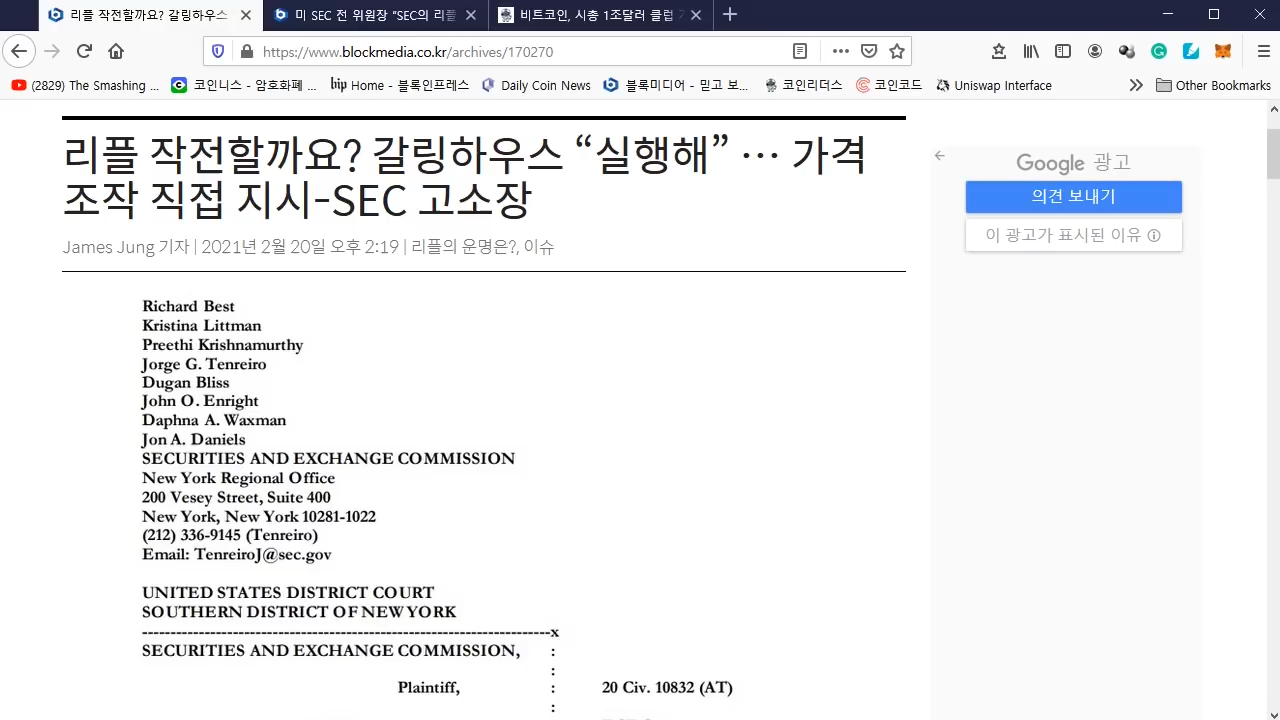 리플 작전할까요? 갈링하우스
미 SEC 전 위원장 "SEC의 리플
비트코인, 시총 1조달러 클럽
https://www.blockmedia.co.kr/archives/170270
(2829) The Smashing ...
코인니스 - 암호화폐 ...
Home - 블록인프레스
Daily Coin News
블록미디어 - 믿고 보...
코인리더스
코인코드
Uniswap Interface
Other Bookmarks
리플 작전할까요? 갈링하우스 “실행해” … 가격
조작 직접 지시-SEC 고소장
James Jung 기자 | 2021년 2월 20일 오후 2:19 | 리플의 운명은?, 이슈
Google 광고
의견 보내기
이 광고가 표시된 이유
Richard Best
Kristina Littman
Preethi Krishnamurthy
Jorge G. Tenreiro
Dugan Bliss
John O. Enright
Daphna A. Waxman
Jon A. Daniels
SECURITIES AND EXCHANGE COMMISSION
New York Regional Office
200 Vesey Street, Suite 400
New York, New York 10281-1022
(212) 336-9145 (Tenreiro)
Email: TenreiroJ@sec.gov
UNITED STATES DISTRICT COURT
SOUTHERN DISTRICT OF NEW YORK
------------------------------------------------------------------------x
SECURITIES AND EXCHANGE COMMISSION, :
:
Plaintiff, : 20 Civ. 10832 (AT)
: